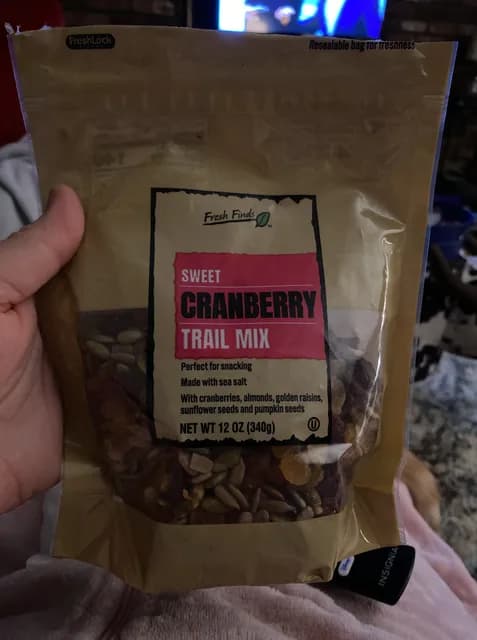 FreshLock
Resealable bag for freshness
Fresh Finds
SWEET
CRANBERRY
TRAIL MIX
Perfect for snacking
Made with sea salt
With cranberries, almonds, golden raisins,
sunflower seeds and pumpkin seeds
NET WT 12 OZ (340g)
U
INSIGNIA